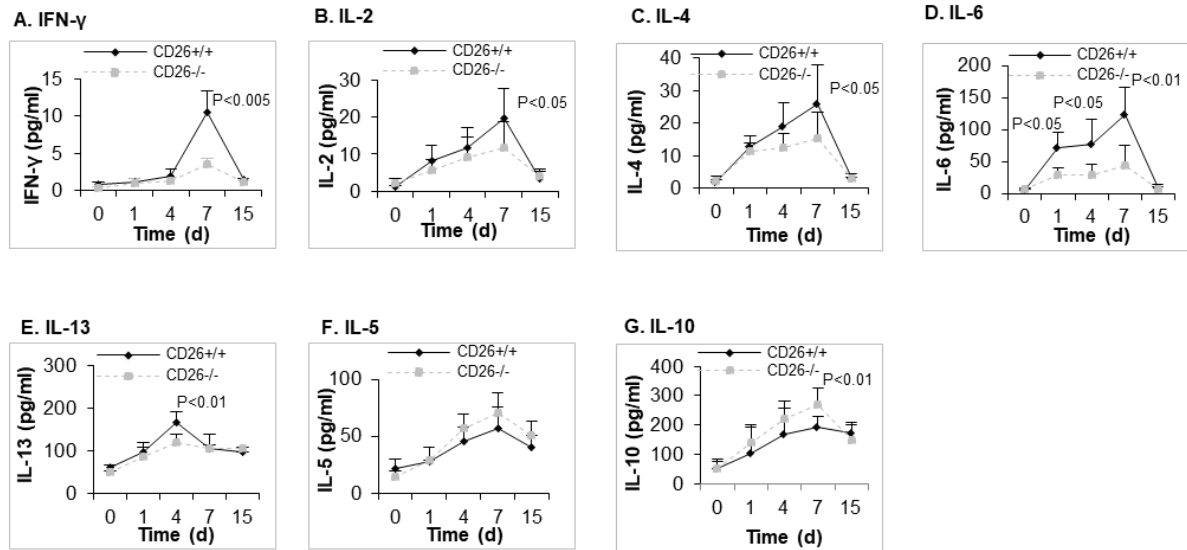 A. IFN-γ
CD26+/+
CD26-/-
IFN-γ (pg/ml)
15
10
5
0
P<0.005
0 1 4 7 15
Time (d)
B. IL-2
CD26+/+
CD26-/-
IL-2 (pg/ml)
30
20
10
0
P<0.05
0 1 4 7 15
Time (d)
C. IL-4
CD26+/+
CD26-/-
IL-4 (pg/ml)
40
30
20
10
0
P<0.05
0 1 4 7 15
Time (d)
D. IL-6
CD26+/+
CD26-/-
IL-6 (pg/ml)
200
150
100
50
0
P<0.01
P<0.05
P<0.05
0 1 4 7 15
Time (d)
E. IL-13
CD26+/+
CD26-/-
IL-13 (pg/ml)
300
200
100
0
P<0.01
0 1 4 7 15
Time (d)
F. IL-5
CD26+/+
CD26-/-
IL-5 (pg/ml)
100
50
0
0 1 4 7 15
Time (d)
G. IL-10
CD26+/+
CD26-/-
IL-10 (pg/ml)
400
300
200
100
0
P<0.01
0 1 4 7 15
Time (d)